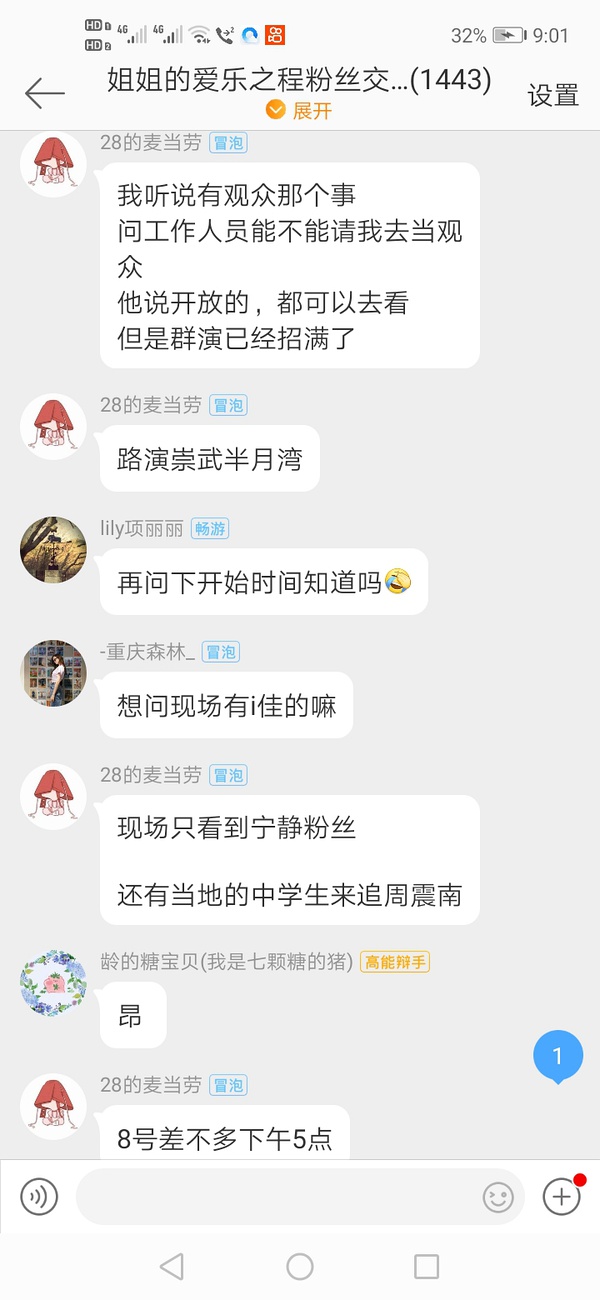 HD 1
HD 2
4G
4G
2
32%
9:01
姐姐的爱乐之程粉丝交...(1443)
展开
设置
28的麦当劳 冒泡
我听说有观众那个事
问工作人员能不能请我去当观
众
他说开放的，都可以去看
但是群演已经招满了
28的麦当劳 冒泡
路演崇武半月湾
lily项丽丽 畅游
再问下开始时间知道吗🤣
-重庆森林_ 冒泡
想问现场有i佳的嘛
28的麦当劳 冒泡
现场只看到宁静粉丝
还有当地的中学生来追周震南
龄的糖宝贝(我是七颗糖的猪) 高能辩手
昂
1
28的麦当劳 冒泡
8号差不多下午5点